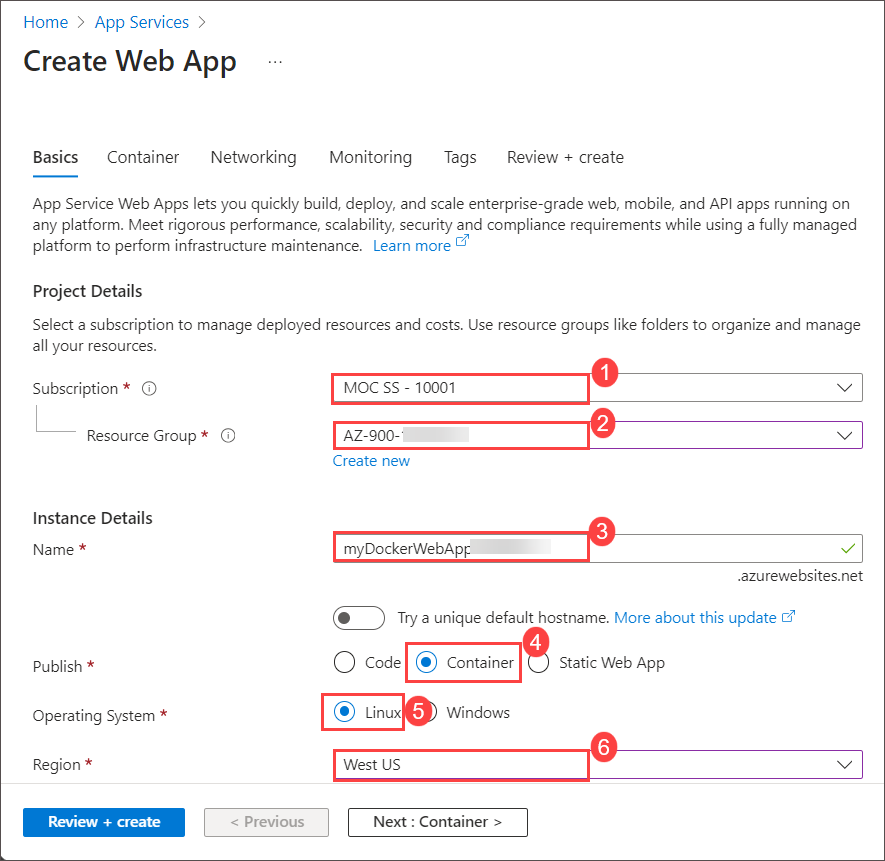 Home > App Services >
Create Web App ...
Basics Container Networking Monitoring Tags Review + create
App Service Web Apps lets you quickly build, deploy, and scale enterprise-grade web, mobile, and API apps running on
any platform. Meet rigorous performance, scalability, security and compliance requirements while using a fully managed
platform to perform infrastructure maintenance. Learn more
Project Details
Select a subscription to manage deployed resources and costs. Use resource groups like folders to organize and manage
all your resources.
Subscription * MOC SS - 10001 1
Resource Group * AZ-900- 2
Create new
Instance Details
Name * myDockerWebApp 3
.azurewebsites.net
Try a unique default hostname. More about this update
Publish * Code Container 4 Static Web App
Operating System * Linux 5 Windows
Region * West US 6
Review + create < Previous Next : Container >